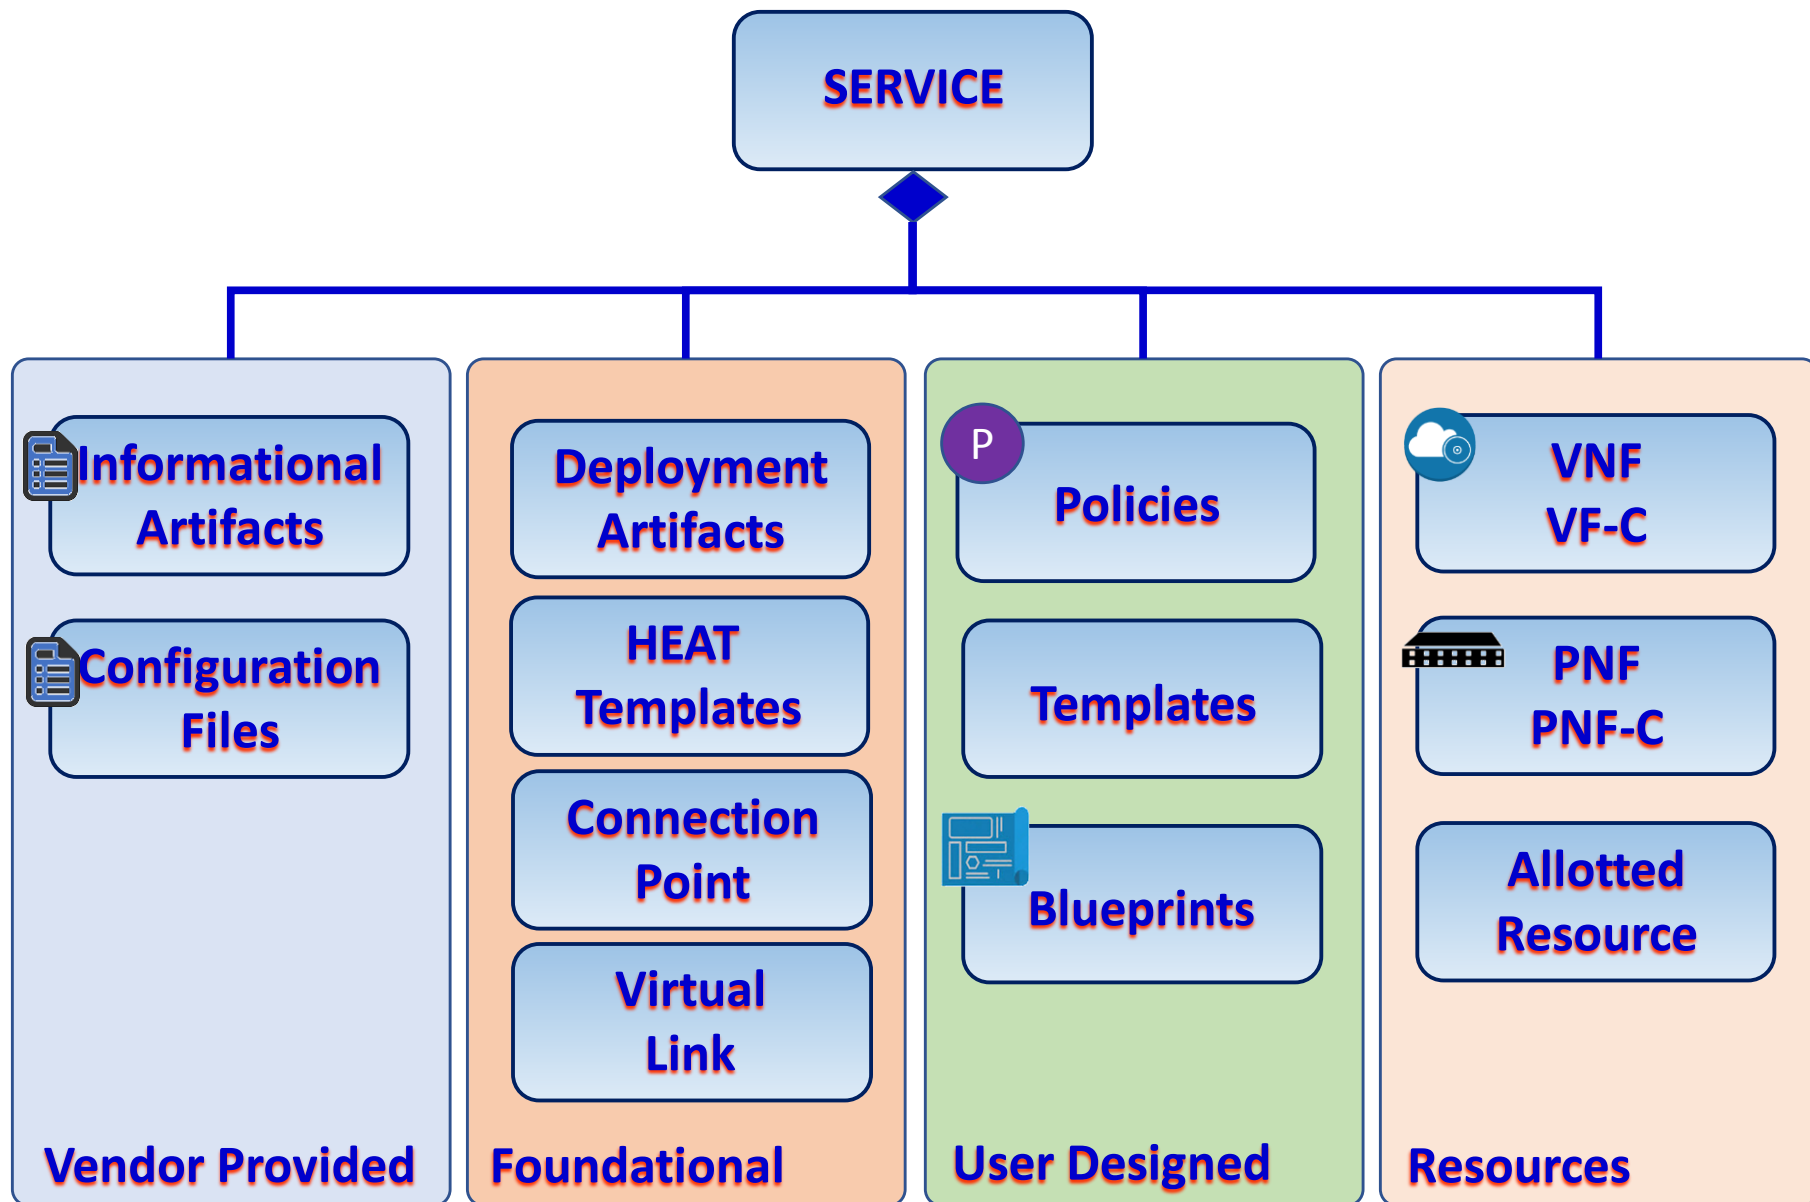 SERVICE
Informational
Artifacts
Configuration
Files
Vendor Provided
Deployment
Artifacts
HEAT
Templates
Connection
Point
Virtual
Link
Foundational
P
Policies
Templates
Blueprints
User Designed
VNF
VF-C
PNF
PNF-C
Allotted
Resource
Resources